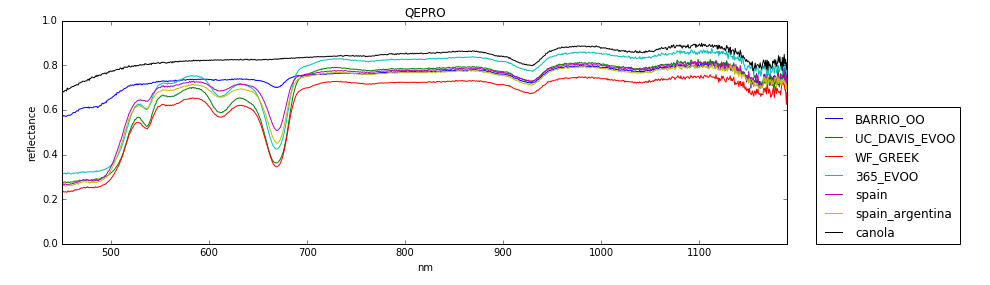 QEPRO
1.0
0.8
0.6
0.4
0.2
0.0
reflectance
500 600 700 800 900 1000 1100
nm
BARRIO_OO
UC_DAVIS_EVOO
WF_GREEK
365_EVOO
spain
spain_argentina
canola